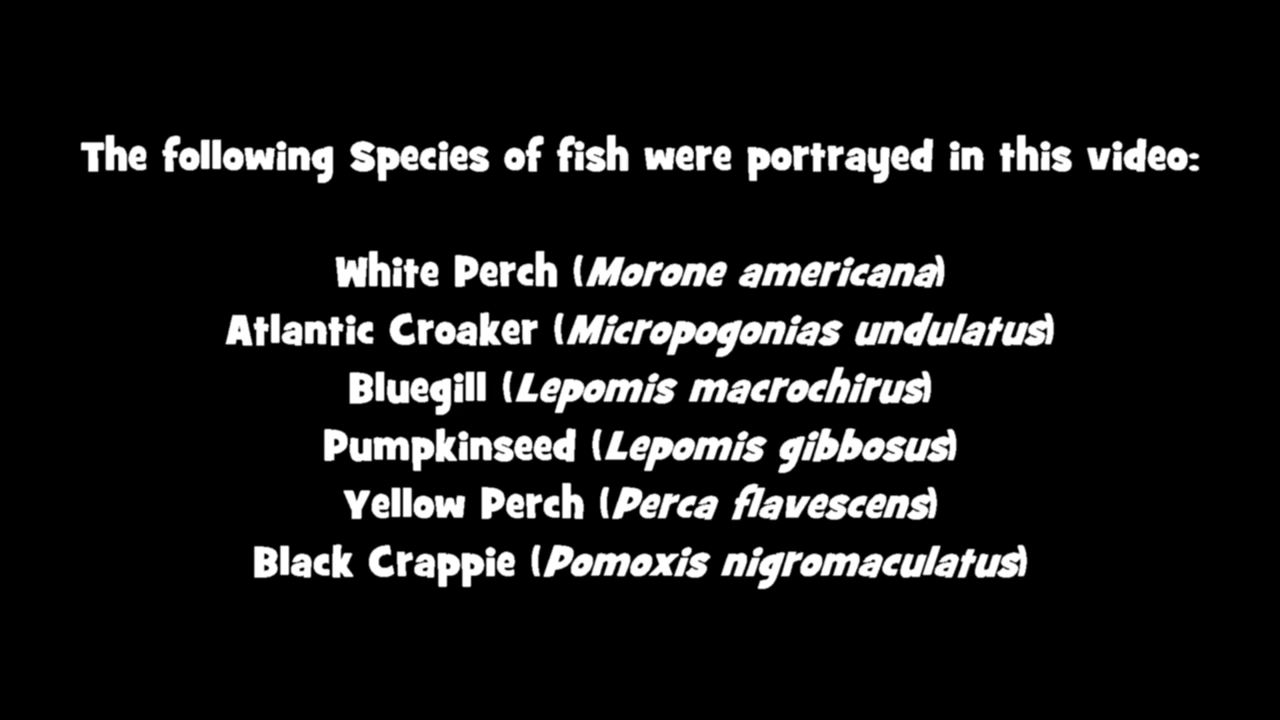 The following Species of fish were portrayed in this video:
White Perch (Morone americana)
Atlantic Croaker (Micropogonias undulatus)
Bluegill (Lepomis macrochirus)
Pumpkinseed (Lepomis gibbosus)
Yellow Perch (Perca flavescens)
Black Crappie (Pomoxis nigromaculatus)